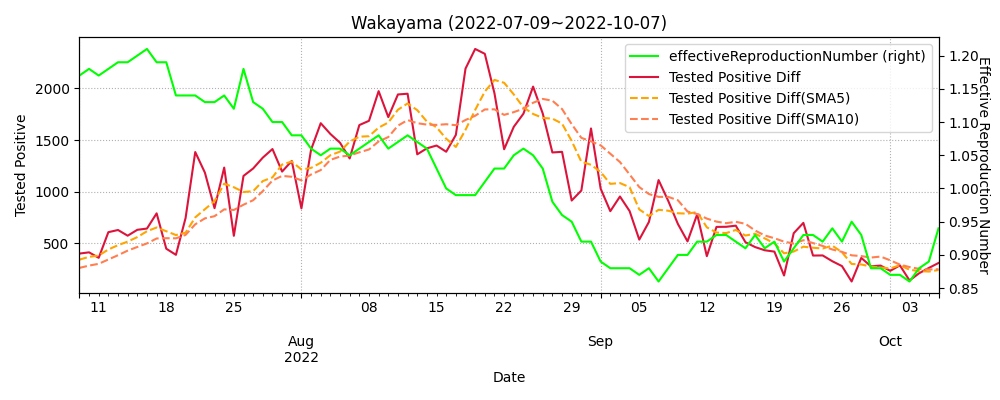 Wakayama (2022-07-09~2022-10-07)
effectiveReproductionNumber (right)
Tested Positive Diff
Tested Positive Diff(SMA5)
Tested Positive Diff(SMA10)
Tested Positive
2000
1500
1000
500
1.20
1.15
1.10
1.05
1.00
0.95
0.90
0.85
Effective Reproduction Number
11 18 25 08 15 22 29 05 12 19 26 03
Aug Sep Oct
2022
Date